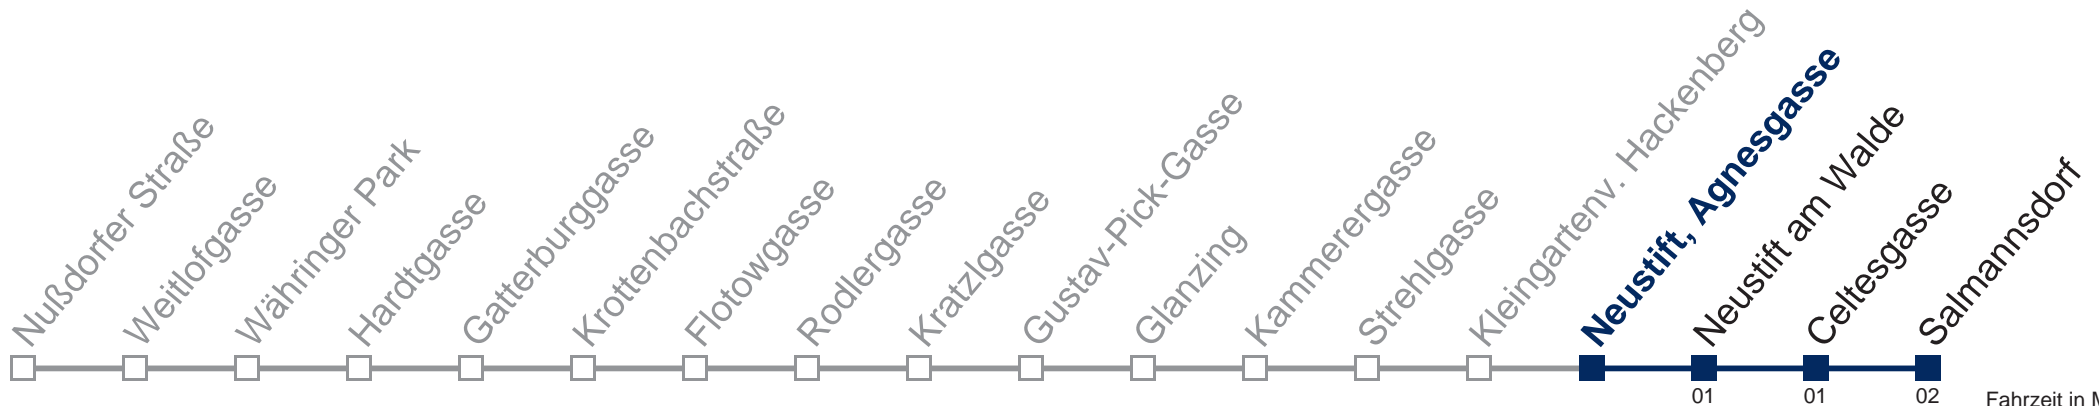 Nußdorfer Straße
Weitlofgasse
Währinger Park
Hardtgasse
Gatterburggasse
Krottenbachstraße
Flotowgasse
Rodlergasse
Kratzlgasse
Gustav-Pick-Gasse
Glanzing
Kammerergasse
Strehlgasse
Kleingartenv. Hackenberg
Neustift, Agnesgasse
Neustift am Walde
Celtesgasse
Salmannsdorf
01
01
02
Fahrzeit in